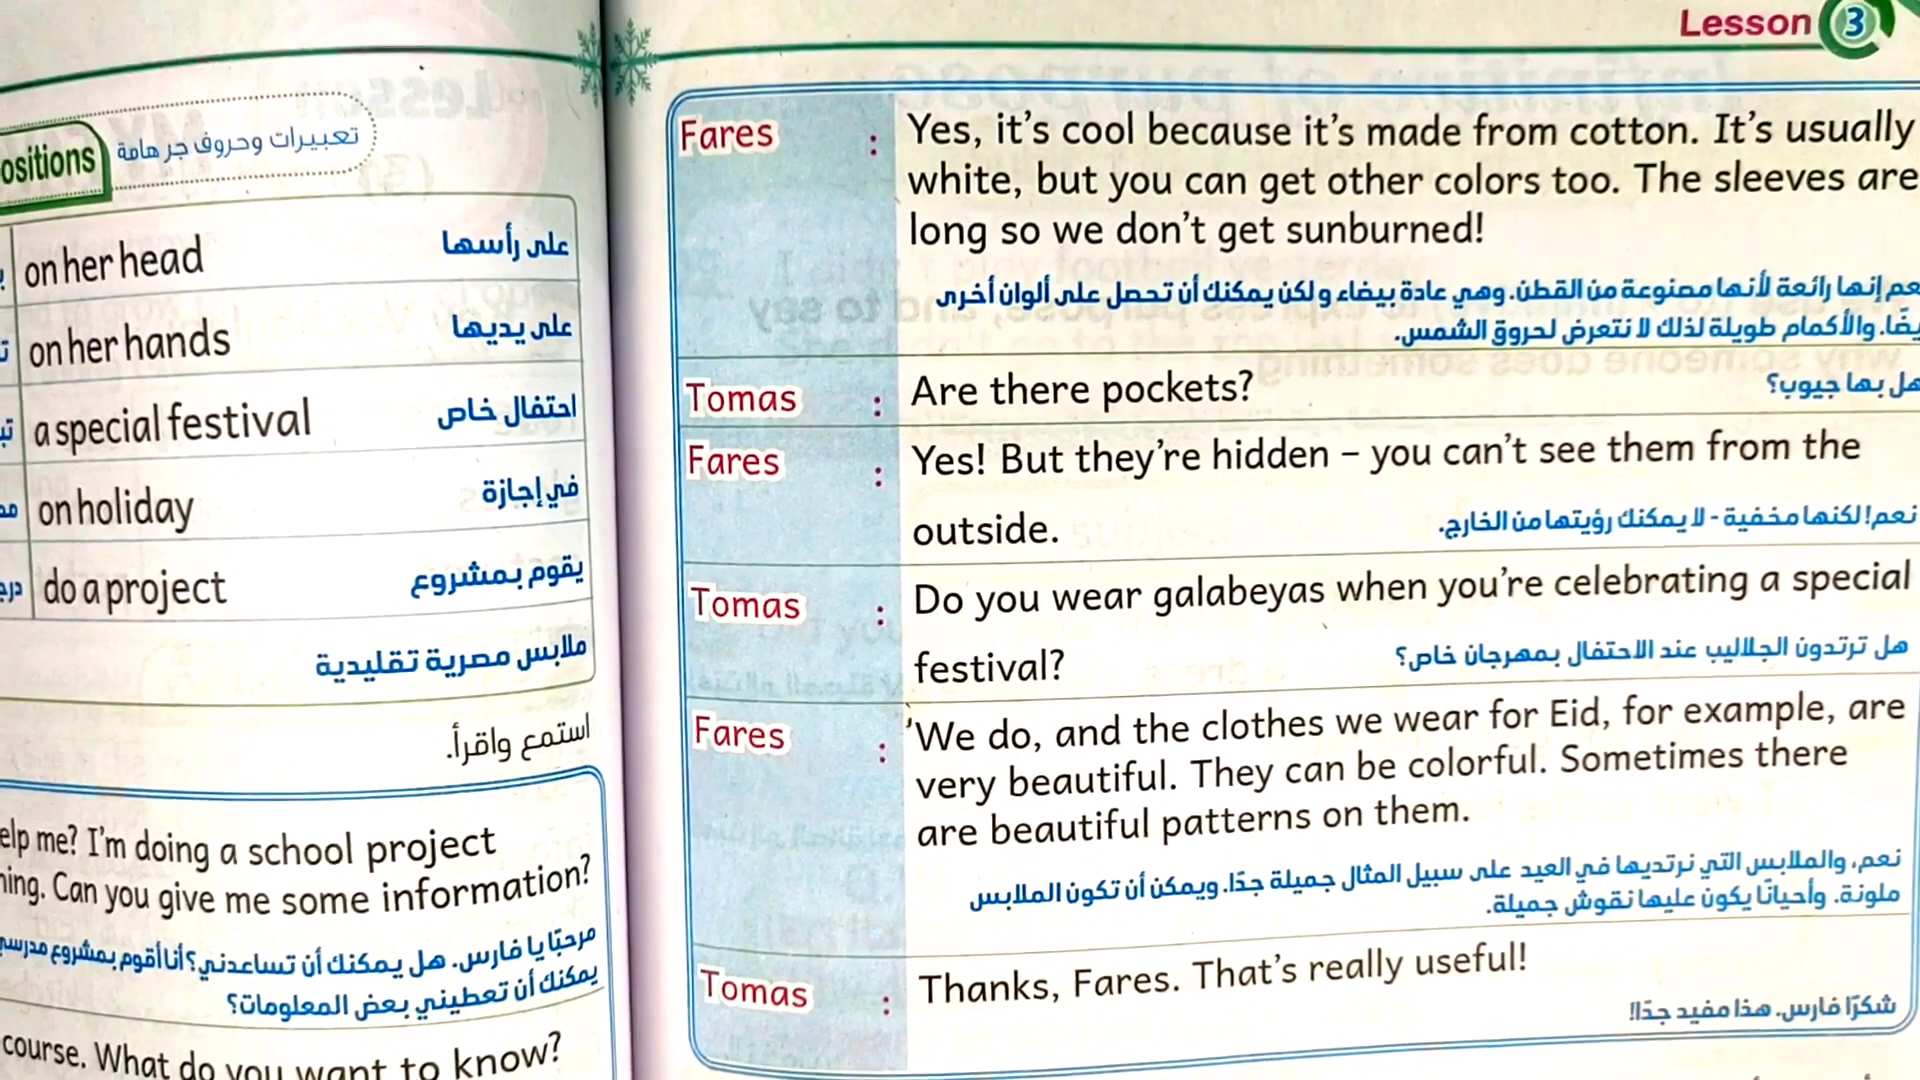 ositions
تعبيرات وحروف جر هامة
on her head على رأسها
on her hands على يديها
a special festival احتفال خاص
on holiday في إجازة
do a project يقوم بمشروع
ملابس مصرية تقليدية
استمع واقرأ.
elp me? I'm doing a school project
ning. Can you give me some information?
مرحبًا يا فارس. هل يمكنك أن تساعدني؟ أنا أقوم بمشروع
يمكنك أن تعطيني بعض المعلومات؟
course. What do you want to know?
Lesson 3
Fares : Yes, it's cool because it's made from cotton. It's usually
white, but you can get other colors too. The sleeves are
long so we don't get sunburned!
عم إنها رائعة لأنها مصنوعة من القطن. وهي عادة بيضاء ولكن يمكنك أن تحصل على ألوان أخرى
يضًا. والأكمام طويلة لذلك لا نتعرض لحروق الشمس.
Tomas : Are there pockets? هل بها جيوب؟
Fares : Yes! But they're hidden – you can't see them from the
outside. نعم! لكنها مخفية - لا يمكنك رؤيتها من الخارج.
Tomas : Do you wear galabeyas when you're celebrating a special
festival? هل ترتدون الجلاليب عند الاحتفال بمهرجان خاص؟
Fares : 'We do, and the clothes we wear for Eid, for example, are
very beautiful. They can be colorful. Sometimes there
are beautiful patterns on them.
نعم، والملابس التي نرتديها في العيد على سبيل المثال جميلة جدًا. ويمكن أن تكون الملابس
ملونة. وأحيانًا يكون عليها نقوش جميلة.
Tomas : Thanks, Fares. That's really useful!
شكرًا فارس. هذا مفيد جدًا!